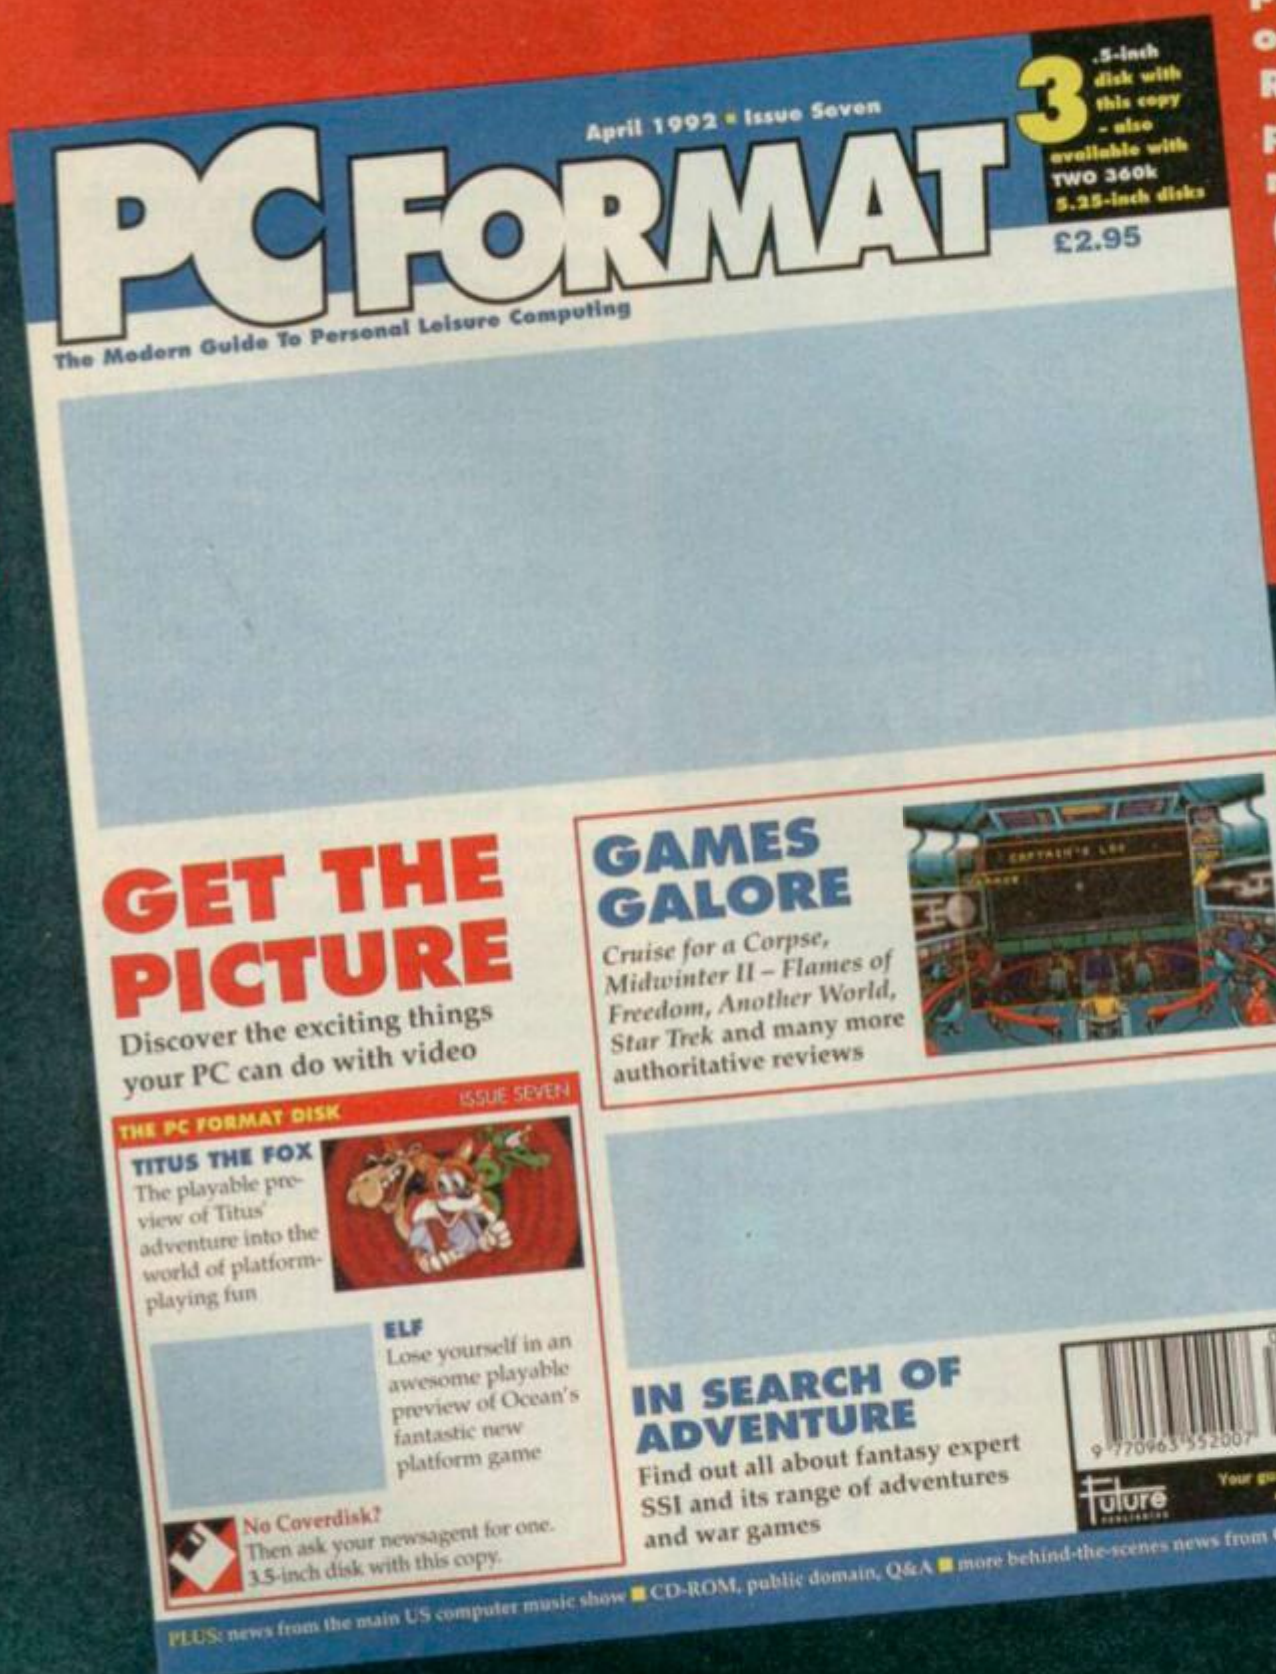 April 1992 ■ Issue Seven
PC FORMAT
The Modern Guide To Personal Leisure Computing
3.5-inch
disk with
this copy
– also
available with
TWO 360k
5.25-inch disks
£2.95
GET THE
PICTURE
Discover the exciting things
your PC can do with video
GAMES
GALORE
Cruise for a Corpse,
Midwinter II – Flames of
Freedom, Another World,
Star Trek and many more
authoritative reviews
CAPTAIN'S LOG
THE PC FORMAT DISK
ISSUE SEVEN
TITUS THE FOX
The playable pre-
view of Titus'
adventure into the
world of platform-
playing fun
ELF
Lose yourself in an
awesome playable
preview of Ocean's
fantastic new
platform game
No Coverdisk?
Then ask your newsagent for one.
3.5-inch disk with this copy.
IN SEARCH OF
ADVENTURE
Find out all about fantasy expert
SSI and its range of adventures
and war games
9 770963 552007
Future
PUBLISHING
Your
PLUS: news from the main US computer music show ■ CD-ROM, public domain, Q&A ■ more behind-the-scenes news from